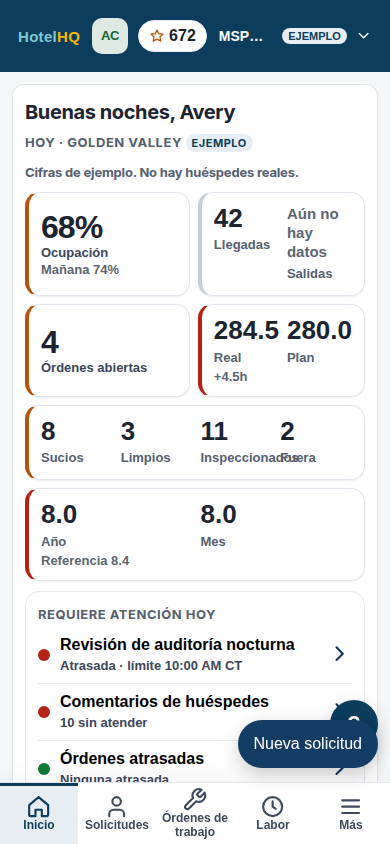 HotelHQ AC 672 MSP… EJEMPLO
Buenas noches, Avery
HOY · GOLDEN VALLEY EJEMPLO
Cifras de ejemplo. No hay huéspedes reales.
68%
Ocupación
Mañana 74%
42
Llegadas
Aún no
hay
datos
Salidas
4
Órdenes abiertas
284.5 280.0
Real Plan
+4.5h
8 3 11 2
Sucios Limpios Inspeccionados Fuera
8.0 8.0
Año Mes
Referencia 8.4
REQUIERE ATENCIÓN HOY
Revisión de auditoría nocturna
Atrasada · límite 10:00 AM CT
Comentarios de huéspedes
10 sin atender
Órdenes atrasadas
Ninguna atrasada
Nueva solicitud
Inicio Solicitudes Órdenes de trabajo Labor Más